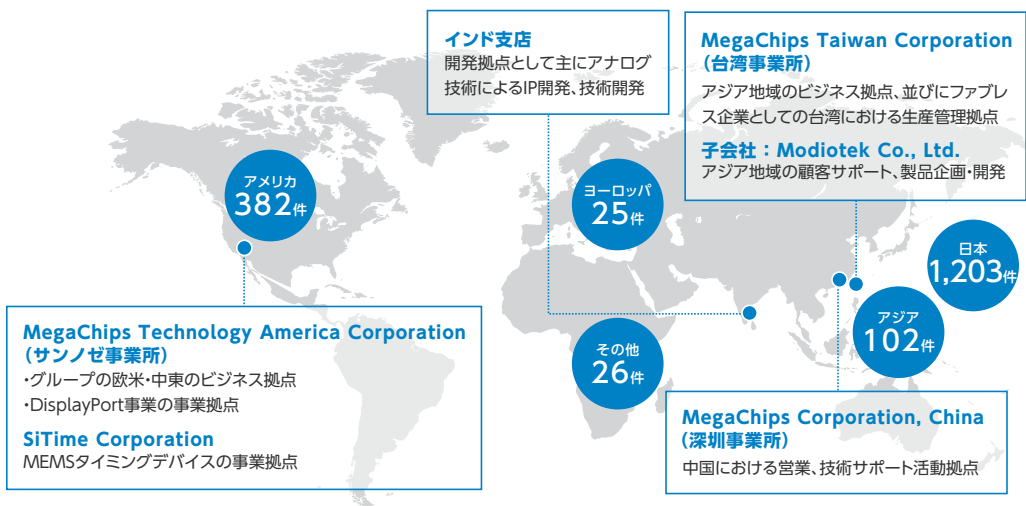 インド支店
開発拠点として主にアナログ
技術によるIP開発、技術開発
MegaChips Taiwan Corporation
（台湾事業所）
アジア地域のビジネス拠点、並びにファブレ
ス企業としての台湾における生産管理拠点
子会社：Modiotek Co., Ltd.
アジア地域の顧客サポート、製品企画・開発
アメリカ
382件
ヨーロッパ
25件
日本
1,203件
アジア
102件
その他
26件
MegaChips Technology America Corporation
（サンノゼ事業所）
・グループの欧米・中東のビジネス拠点
・DisplayPort事業の事業拠点
SiTime Corporation
MEMSタイミングデバイスの事業拠点
MegaChips Corporation, China
（深圳事業所）
中国における営業、技術サポート活動拠点